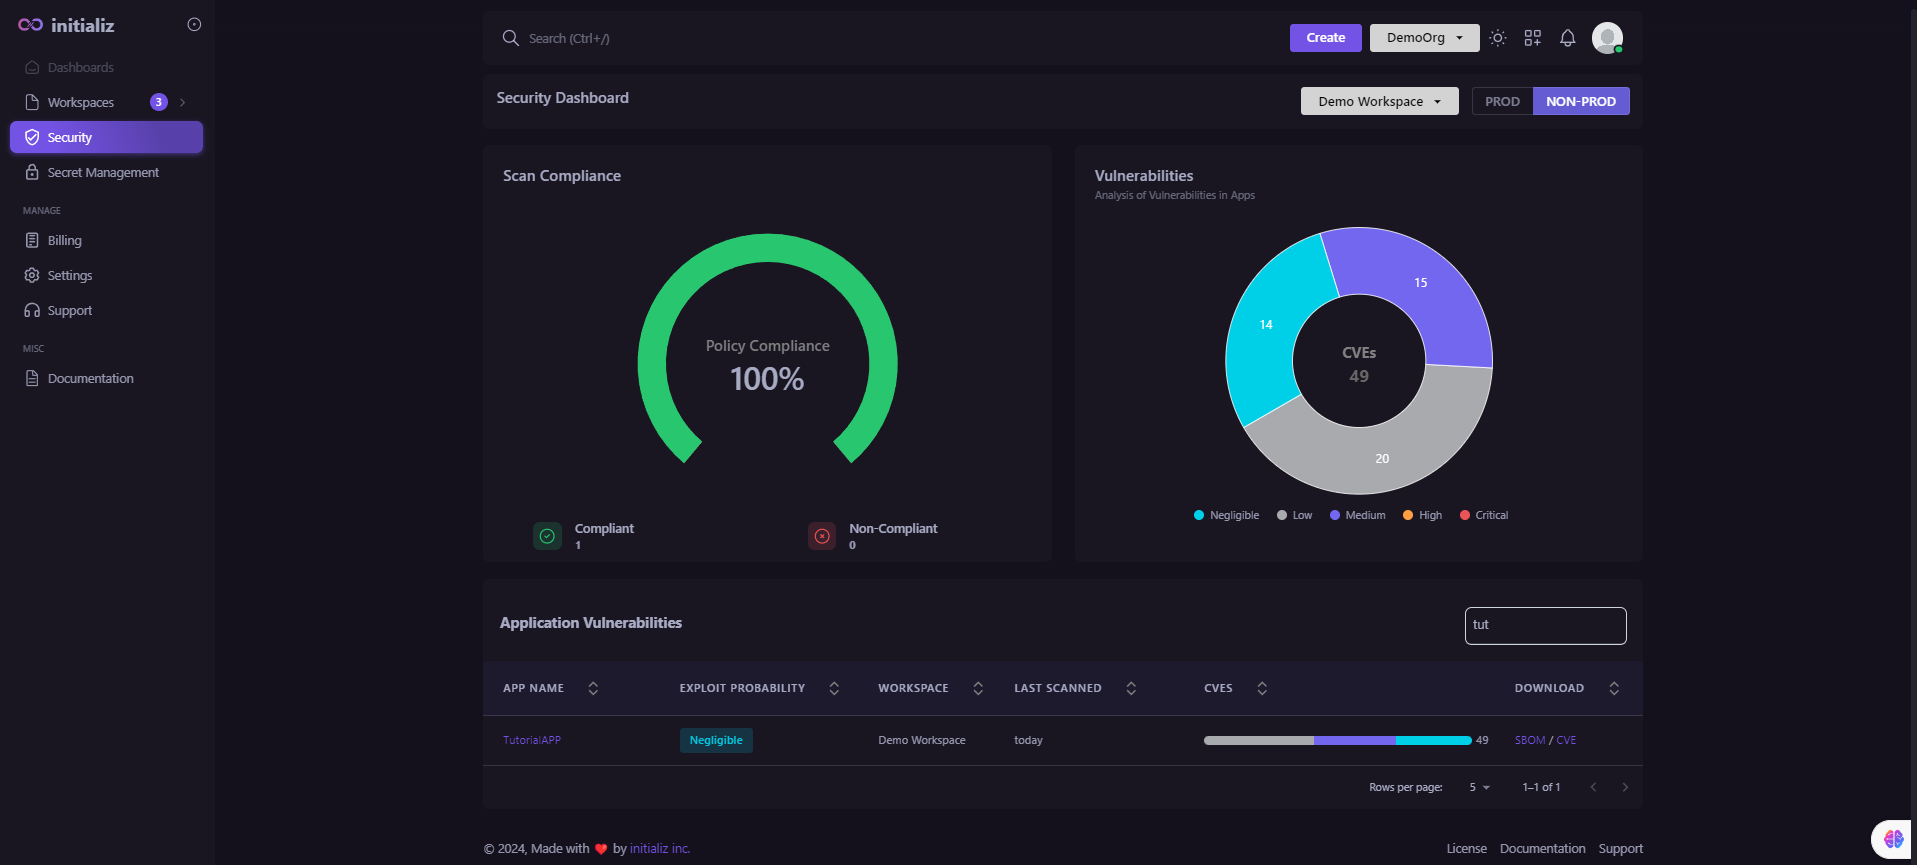 initializ
Dashboards
Workspaces 3
Security
Secret Management
MANAGE
Billing
Settings
Support
MISC
Documentation
Search (Ctrl+/)
Create
DemoOrg
Security Dashboard
Demo Workspace
PROD
NON-PROD
Scan Compliance
Policy Compliance
100%
Compliant
1
Non-Compliant
0
Vulnerabilities
Analysis of Vulnerabilities in Apps
15
14
CVEs
49
20
Negligible Low Medium High Critical
Application Vulnerabilities
tut
APP NAME EXPLOIT PROBABILITY WORKSPACE LAST SCANNED CVES DOWNLOAD
TutorialAPP Negligible Demo Workspace today 49 SBOM / CVE
Rows per page: 5 1–1 of 1
© 2024, Made with ❤ by initializ inc.
License Documentation Support